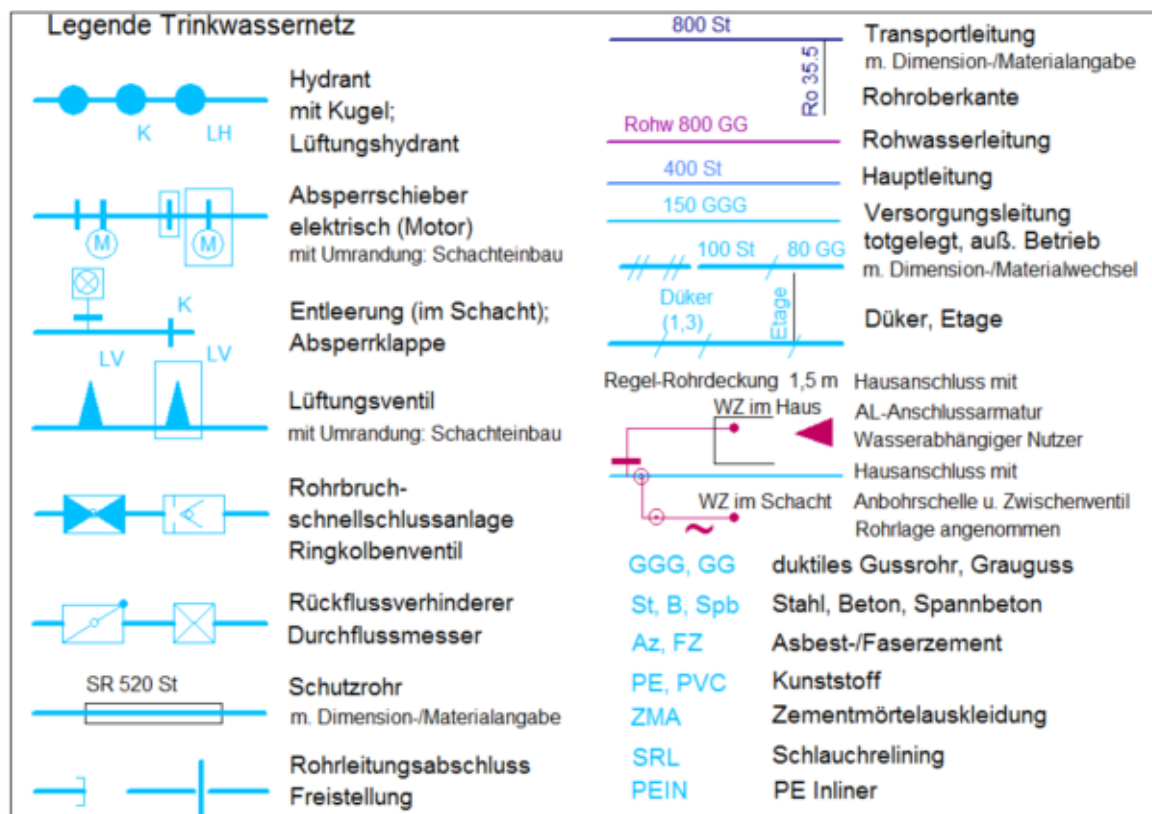 Legende Trinkwassernetz
Hydrant
mit Kugel;
K LH
Lüftungshydrant
Absperrschieber
elektrisch (Motor)
M M
mit Umrandung: Schachteinbau
K
Entleerung (im Schacht);
Absperrklappe
LV LV
Lüftungsventil
mit Umrandung: Schachteinbau
Rohrbruch-
schnellschlussanlage
Ringkolbenventil
Rückflussverhinderer
Durchflussmesser
SR 520 St
Schutzrohr
m. Dimension-/Materialangabe
Rohrleitungsabschluss
Freistellung
800 St
Transportleitung
m. Dimension-/Materialangabe
Ro 35.5
Rohroberkante
Rohw 800 GG
Rohwasserleitung
400 St
Hauptleitung
150 GGG
Versorgungsleitung
totgelegt, auß. Betrieb
100 St 80 GG
m. Dimension-/Materialwechsel
Düker
(1,3)
Etage
Düker, Etage
Regel-Rohrdeckung 1,5 m
Hausanschluss mit
WZ im Haus
AL-Anschlussarmatur
Wasserabhängiger Nutzer
Hausanschluss mit
WZ im Schacht
Anbohrschelle u. Zwischenventil
Rohrlage angenommen
GGG, GG duktiles Gussrohr, Grauguss
St, B, Spb Stahl, Beton, Spannbeton
Az, FZ Asbest-/Faserzement
PE, PVC Kunststoff
ZMA Zementmörtelauskleidung
SRL Schlauchrelining
PEIN PE Inliner